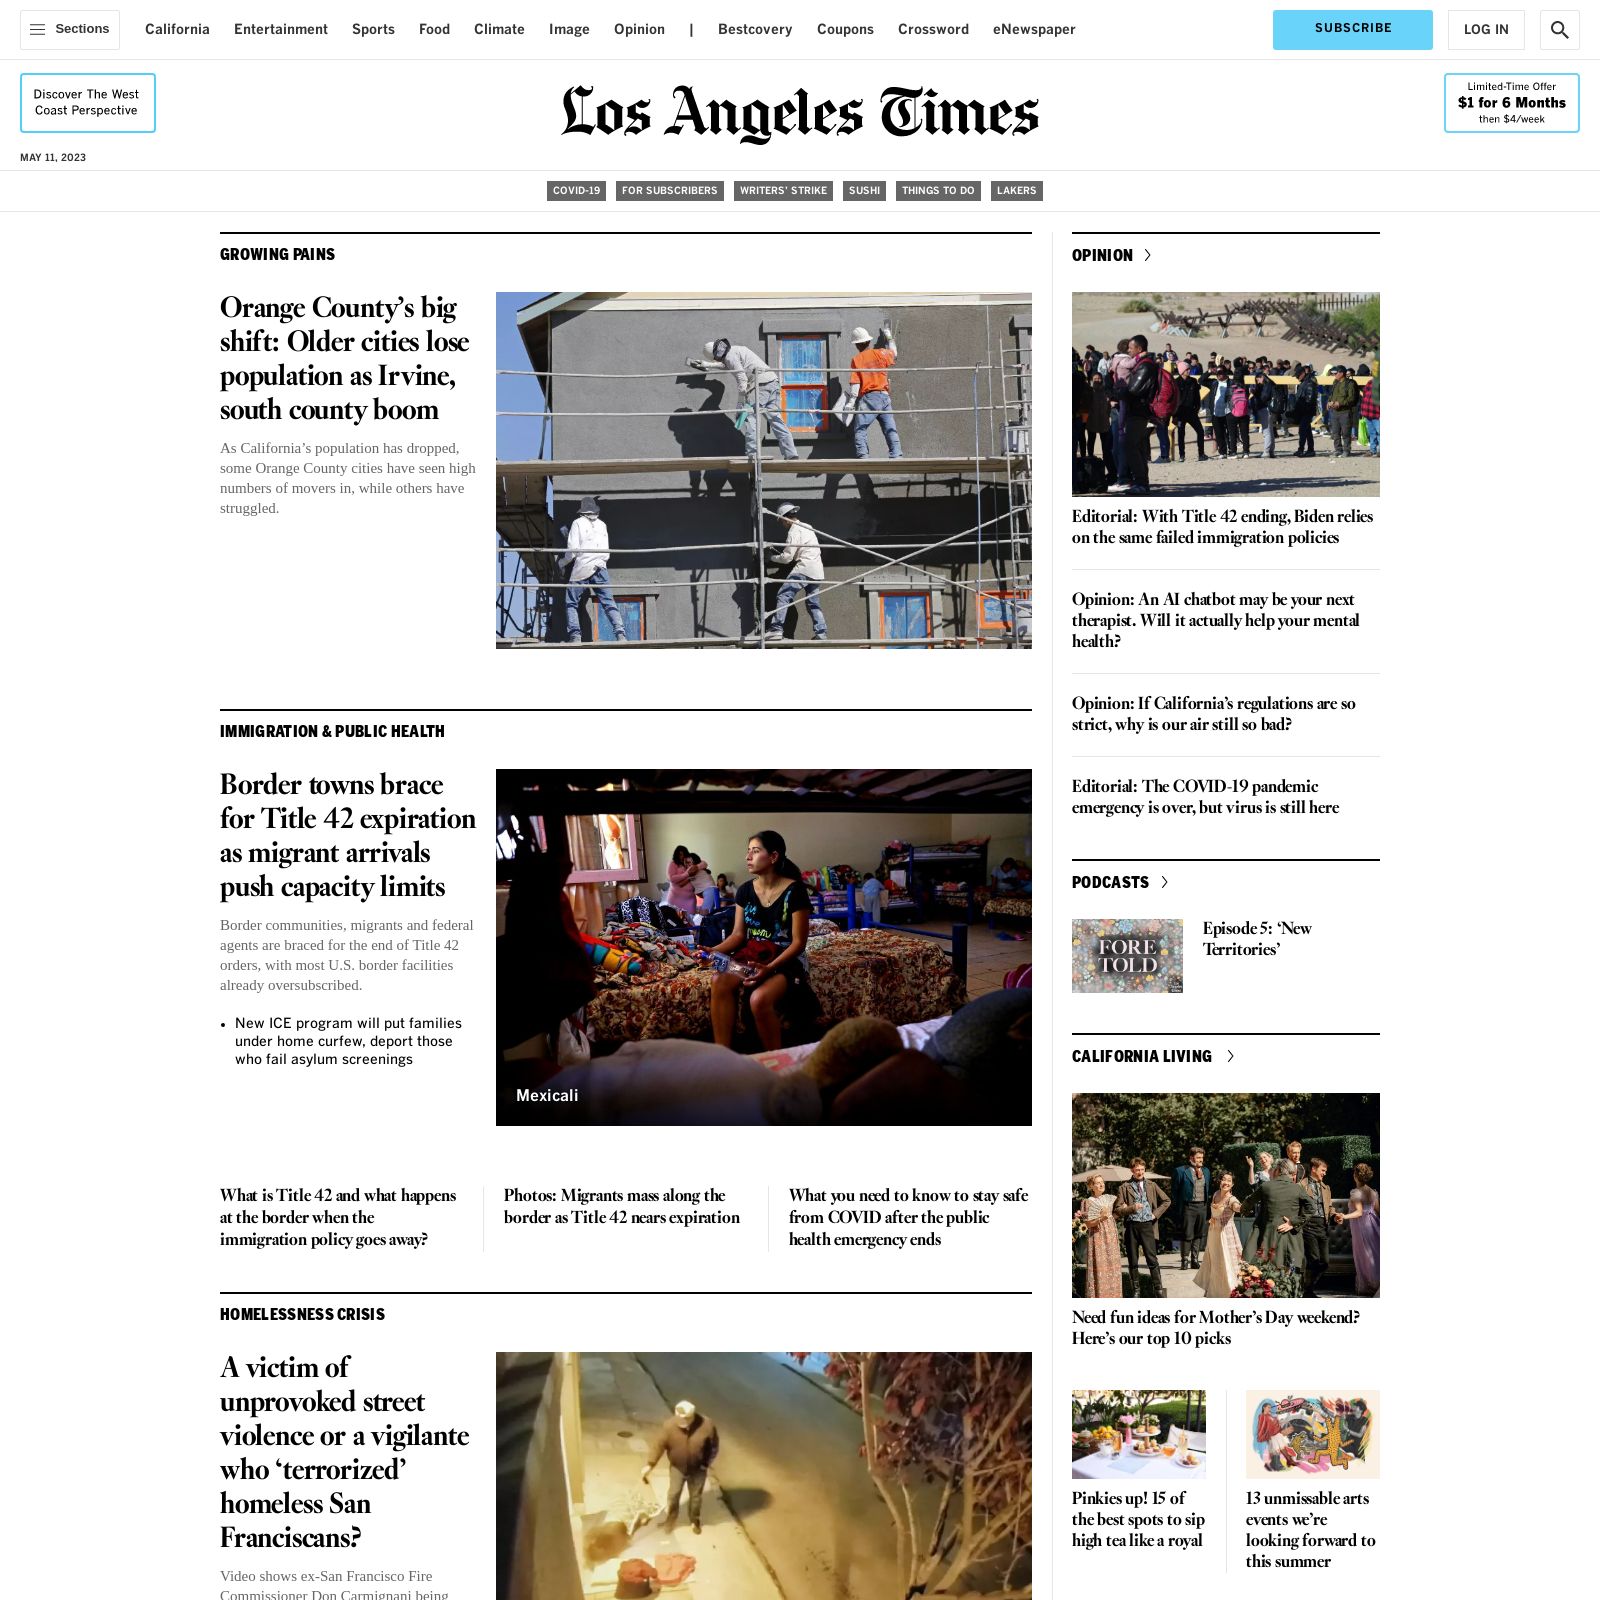 Sections
California
Entertainment
Sports
Food
Climate
Image
Opinion
|
Bestcovery
Coupons
Crossword
eNewspaper
SUBSCRIBE
LOG IN
Discover The West
Coast Perspective
Los Angeles Times
Limited-Time Offer
$1 for 6 Months
then $4/week
MAY 11, 2023
COVID-19
FOR SUBSCRIBERS
WRITERS' STRIKE
SUSHI
THINGS TO DO
LAKERS
GROWING PAINS
Orange County’s big
shift: Older cities lose
population as Irvine,
south county boom
As California’s population has dropped,
some Orange County cities have seen high
numbers of movers in, while others have
struggled.
IMMIGRATION & PUBLIC HEALTH
Border towns brace
for Title 42 expiration
as migrant arrivals
push capacity limits
Border communities, migrants and federal
agents are braced for the end of Title 42
orders, with most U.S. border facilities
already oversubscribed.
• New ICE program will put families
under home curfew, deport those
who fail asylum screenings
Mexicali
What is Title 42 and what happens
at the border when the
immigration policy goes away?
Photos: Migrants mass along the
border as Title 42 nears expiration
What you need to know to stay safe
from COVID after the public
health emergency ends
HOMELESSNESS CRISIS
A victim of
unprovoked street
violence or a vigilante
who ‘terrorized’
homeless San
Franciscans?
Video shows ex-San Francisco Fire
Commissioner Don Carmignani being
OPINION
Editorial: With Title 42 ending, Biden relies
on the same failed immigration policies
Opinion: An AI chatbot may be your next
therapist. Will it actually help your mental
health?
Opinion: If California’s regulations are so
strict, why is our air still so bad?
Editorial: The COVID-19 pandemic
emergency is over, but virus is still here
PODCASTS
FORE
TOLD
Episode 5: ‘New
Territories’
CALIFORNIA LIVING
Need fun ideas for Mother’s Day weekend?
Here’s our top 10 picks
Pinkies up! 15 of
the best spots to sip
high tea like a royal
13 unmissable arts
events we’re
looking forward to
this summer